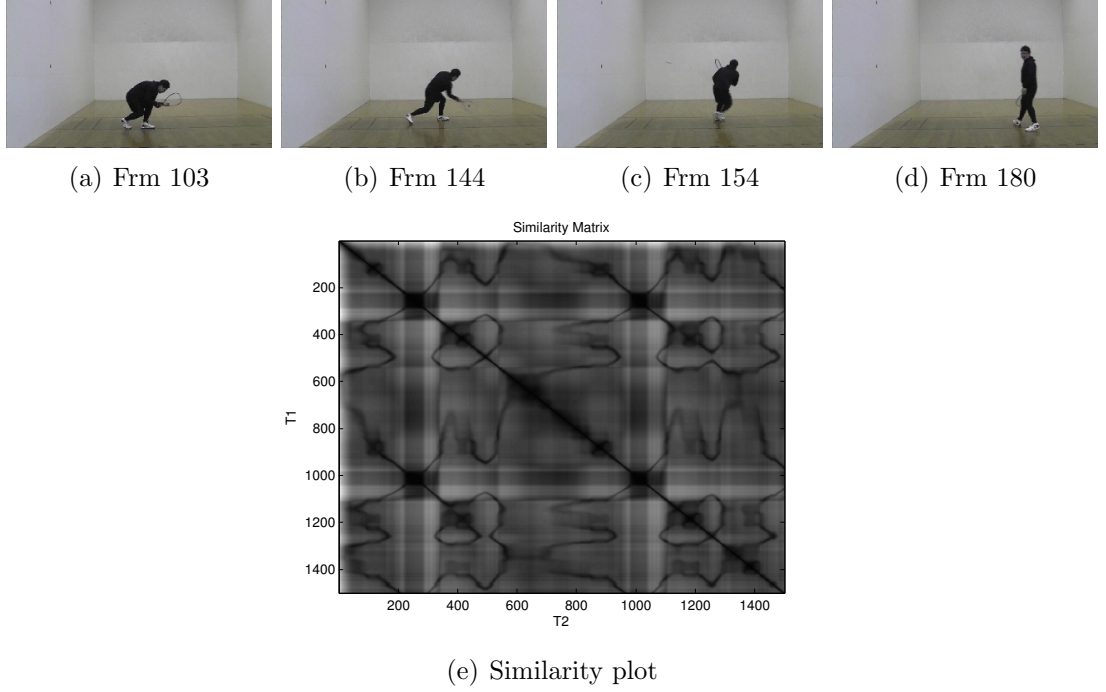 (a) Frm 103
(b) Frm 144
(c) Frm 154
(d) Frm 180
Similarity Matrix
200
400
600
800
1000
1200
1400
T1
200 400 600 800 1000 1200 1400
T2
(e) Similarity plot